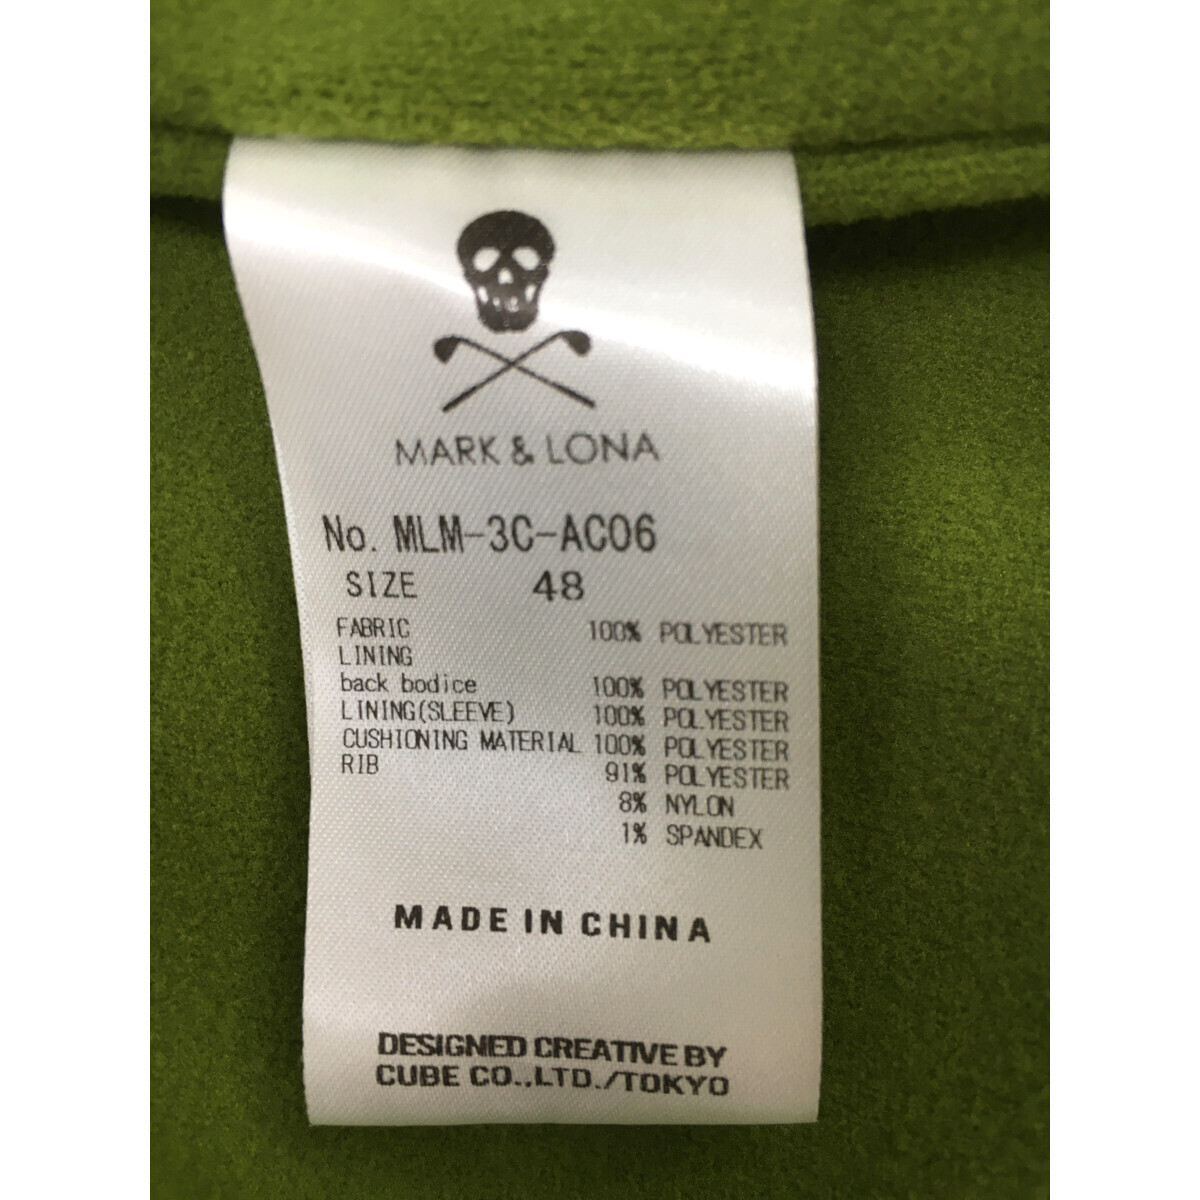 MARK & LONA
No. MLM-3C-AC06
SIZE 48
FABRIC 100% POLYESTER
LINING
back bodice 100% POLYESTER
LINING(SLEEVE) 100% POLYESTER
CUSHIONING MATERIAL 100% POLYESTER
RIB 91% POLYESTER
8% NYLON
1% SPANDEX
MADE IN CHINA
DESIGNED CREATIVE BY
CUBE CO.,LTD./TOKYO